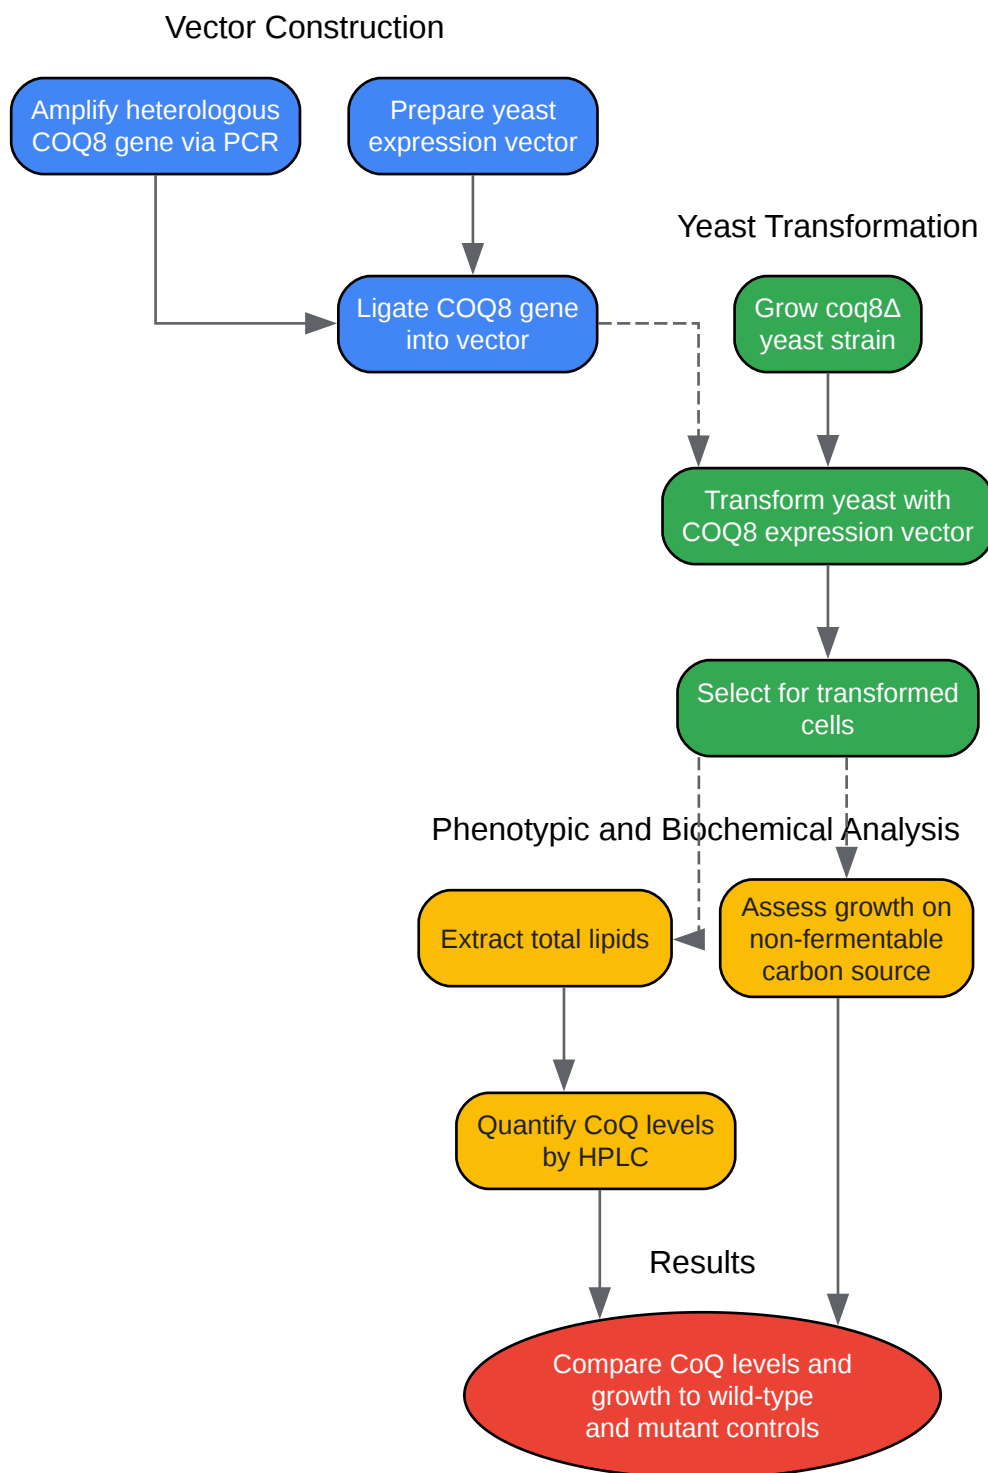 Vector Construction
Amplify heterologous
COQ8 gene via PCR
Prepare yeast
expression vector
Yeast Transformation
Ligate COQ8 gene
into vector
Grow coq8Δ
yeast strain
Transform yeast with
COQ8 expression vector
Select for transformed
cells
Phenotypic and Biochemical Analysis
Extract total lipids
Assess growth on
non-fermentable
carbon source
Quantify CoQ levels
by HPLC
Results
Compare CoQ levels and
growth to wild-type
and mutant controls